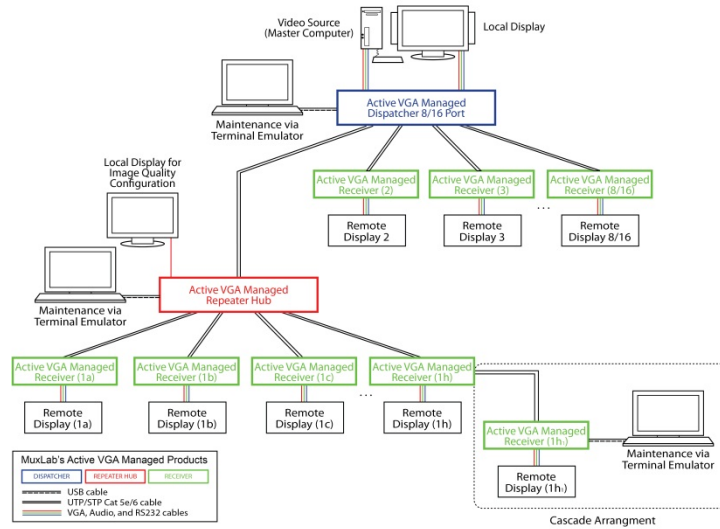 Video Source
(Master Computer)
Local Display
Active VGA Managed
Dispatcher 8/16 Port
Maintenance via
Terminal Emulator
Local Display for
Image Quality
Configuration
Active VGA Managed
Receiver (2)
Active VGA Managed
Receiver (3)
Active VGA Managed
Receiver (8/16)
...
Remote
Display 2
Remote
Display 3
Remote
Display 8/16
Active VGA Managed
Repeater Hub
Maintenance via
Terminal Emulator
Active VGA Managed
Receiver (1a)
Active VGA Managed
Receiver (1b)
Active VGA Managed
Receiver (1c)
Active VGA Managed
Receiver (1h)
...
Remote
Display (1a)
Remote
Display (1b)
Remote
Display (1c)
Remote
Display (1h)
Active VGA Managed
Receiver (1h₁)
Maintenance via
Terminal Emulator
Remote
Display (1h₁)
Cascade Arrangment
MuxLab's Active VGA Managed Products
DISPATCHER
REPEATER HUB
RECEIVER
USB cable
UTP/STP Cat 5e/6 cable
VGA, Audio, and RS232 cables